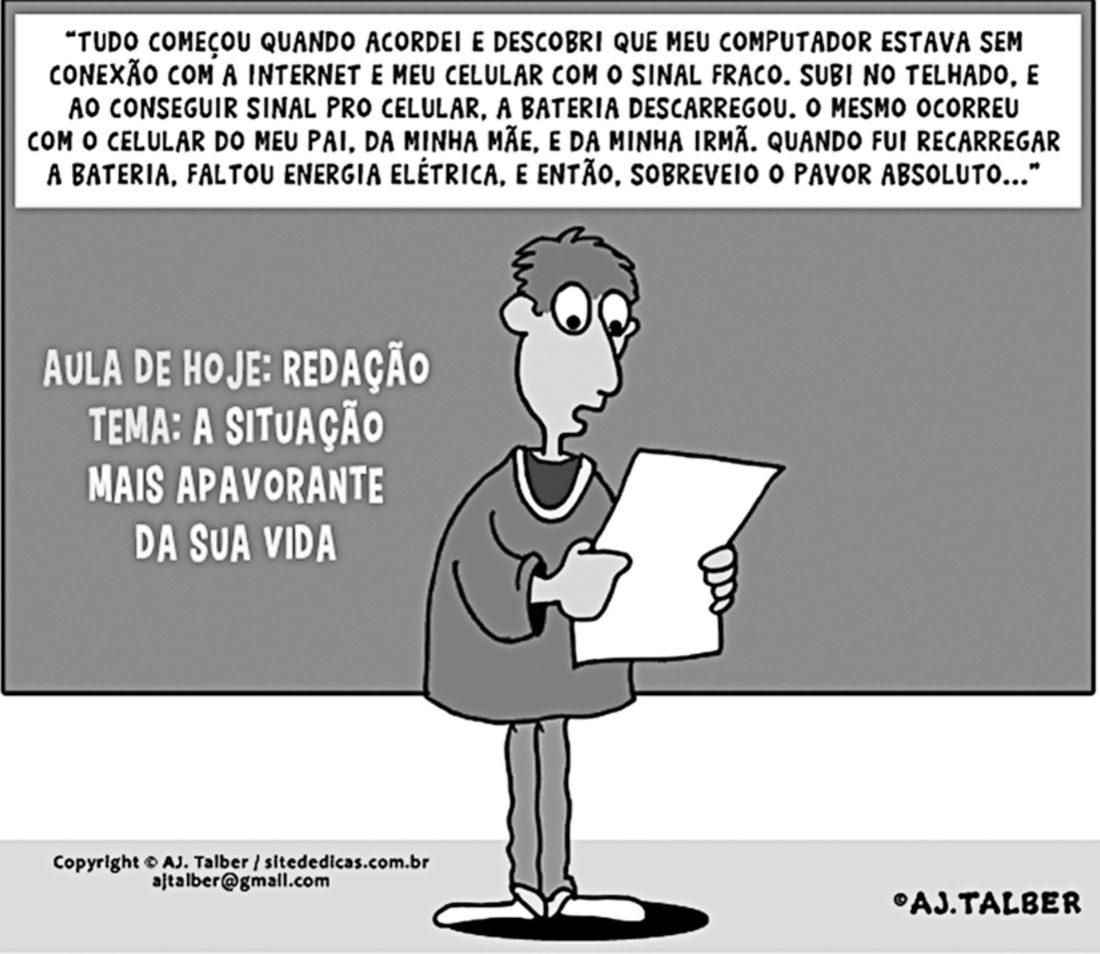 “TUDO COMEÇOU QUANDO ACORDEI E DESCOBRI QUE MEU COMPUTADOR ESTAVA SEM
CONEXÃO COM A INTERNET E MEU CELULAR COM O SINAL FRACO. SUBI NO TELHADO, E
AO CONSEGUIR SINAL PRO CELULAR, A BATERIA DESCARREGOU. O MESMO OCORREU
COM O CELULAR DO MEU PAI, DA MINHA MÃE, E DA MINHA IRMÃ. QUANDO FUI RECARREGAR
A BATERIA, FALTOU ENERGIA ELÉTRICA, E ENTÃO, SOBREVEIO O PAVOR ABSOLUTO...”
AULA DE HOJE: REDAÇÃO
TEMA: A SITUAÇÃO
MAIS APAVORANTE
DA SUA VIDA
Copyright © AJ. Talber / sitededicas.com.br
ajtalber@gmail.com
©AJ.TALBER